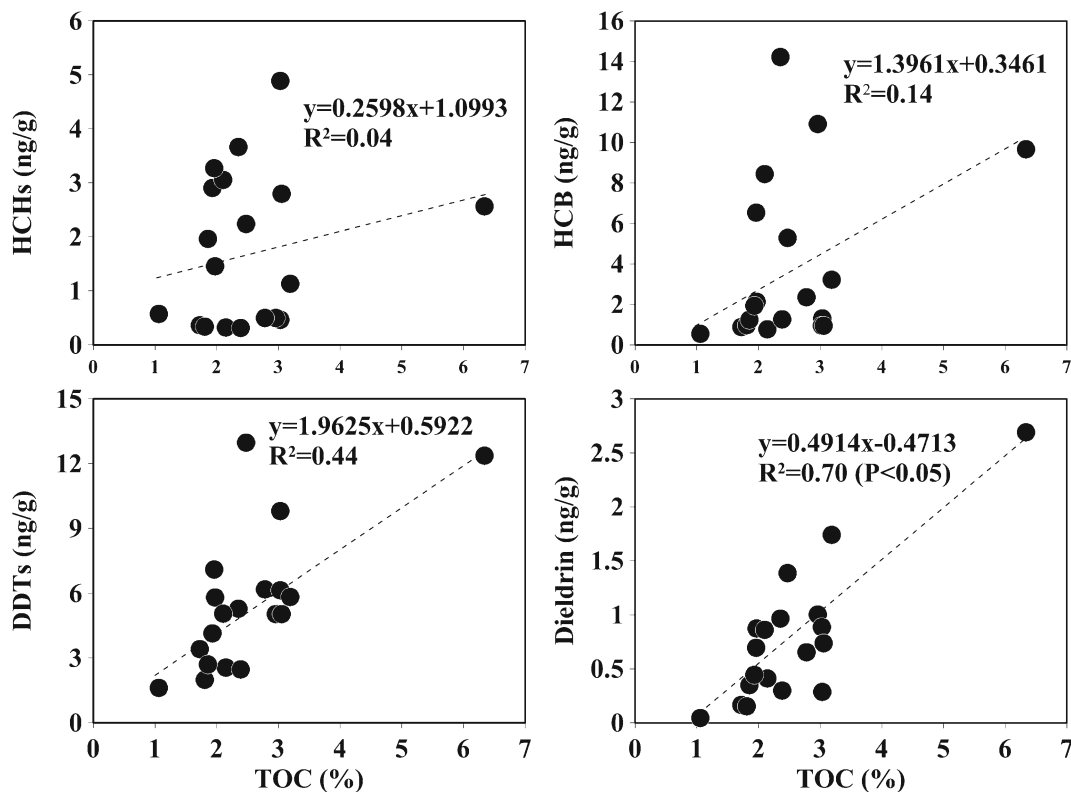 6
5
4
3
2
1
0
HCHs (ng/g)
y=0.2598x+1.0993
R²=0.04
0 1 2 3 4 5 6 7
16
14
12
10
8
6
4
2
0
HCB (ng/g)
y=1.3961x+0.3461
R²=0.14
0 1 2 3 4 5 6 7
15
12
9
6
3
0
DDTs (ng/g)
y=1.9625x+0.5922
R²=0.44
0 1 2 3 4 5 6 7
TOC (%)
3
2.5
2
1.5
1
0.5
0
Dieldrin (ng/g)
y=0.4914x-0.4713
R²=0.70 (P<0.05)
0 1 2 3 4 5 6 7
TOC (%)